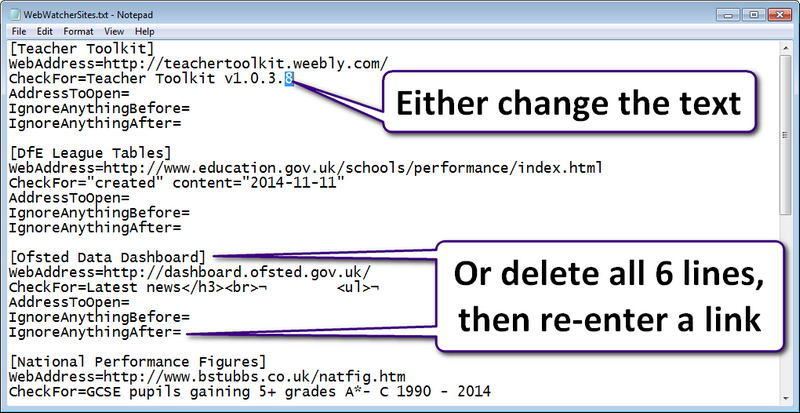 WebWatcherSites.txt - Notepad
File Edit Format View Help
[Teacher Toolkit]
WebAddress=http://teachertoolkit.weebly.com/
CheckFor=Teacher Toolkit v1.0.3.8
AddressToOpen=
IgnoreAnythingBefore=
IgnoreAnythingAfter=
Either change the text
[DfE League Tables]
WebAddress=http://www.education.gov.uk/schools/performance/index.html
CheckFor="created" content="2014-11-11"
AddressToOpen=
IgnoreAnythingBefore=
IgnoreAnythingAfter=
[Ofsted Data Dashboard]
WebAddress=http://dashboard.ofsted.gov.uk/
CheckFor=Latest news</h3><br>¬ <ul>¬
AddressToOpen=
IgnoreAnythingBefore=
IgnoreAnythingAfter=
Or delete all 6 lines,
then re-enter a link
[National Performance Figures]
WebAddress=http://www.bstubbs.co.uk/natfig.htm
CheckFor=GCSE pupils gaining 5+ grades A*- C 1990 - 2014